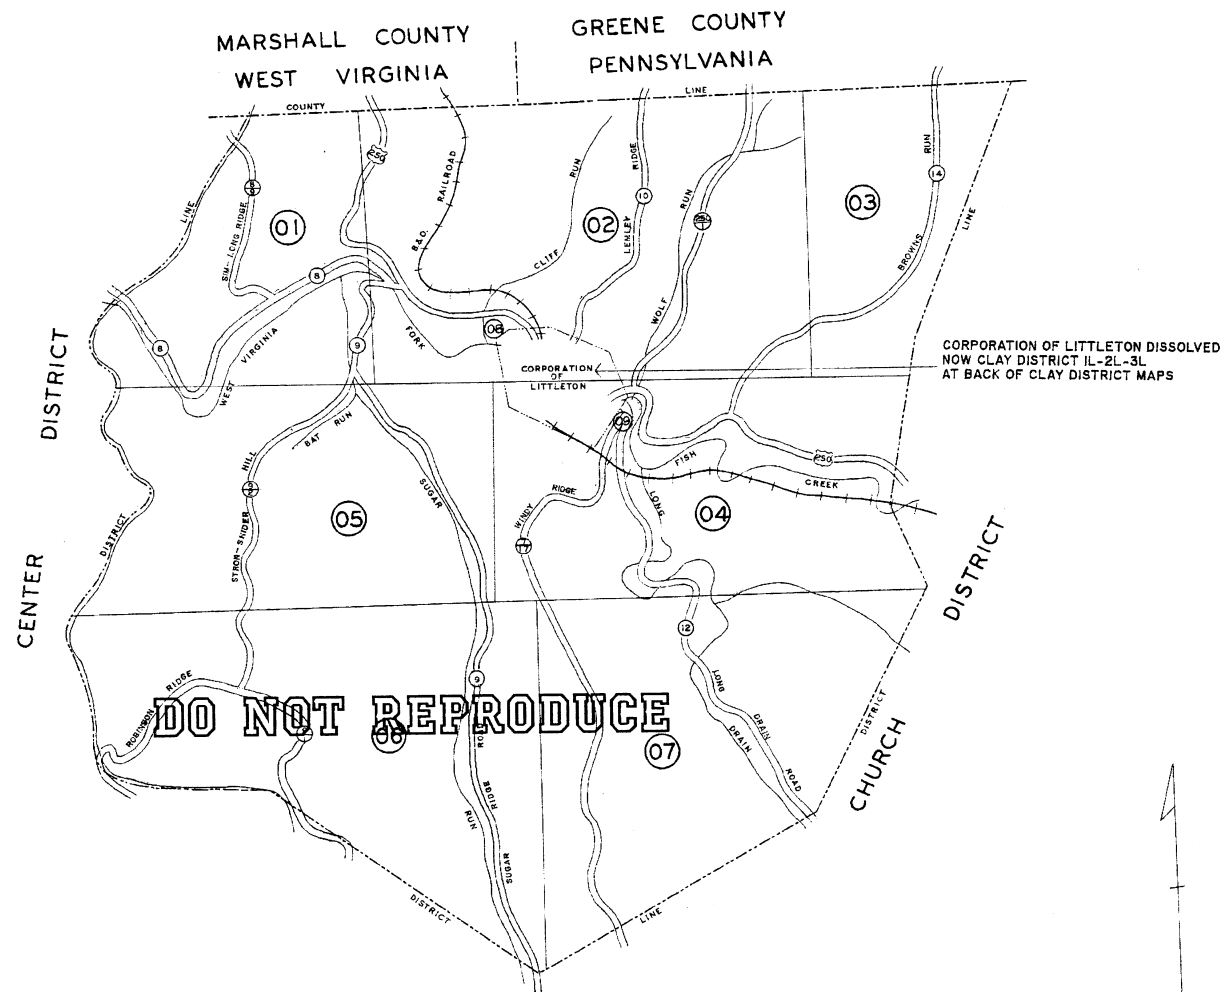 MARSHALL COUNTY
WEST VIRGINIA
GREENE COUNTY
PENNSYLVANIA
COUNTY
LINE
250
RAILROAD
B.&O.
CLIFF
RUN
RIDGE
10
LEMLEY
RUN
WOLF
RUN
14
BROWNS
LINE
LINE
SIM-LONG RIDGE
01
02
03
8
8
VIRGINIA
WEST
FORK
08
9
CORPORATION
OF
LITTLETON
CORPORATION OF LITTLETON DISSOLVED
NOW CLAY DISTRICT 1L-2L-3L
AT BACK OF CLAY DISTRICT MAPS
DISTRICT
BAT RUN
HILL
STROM-SNIDER
SUGAR
05
09
FISH
CREEK
250
RIDGE
WINDY
LONG
04
DISTRICT
CENTER
DISTRICT
12
9
ROBINSON
RIDGE
DO NOT REPRODUCE
06
07
LONG
DRAIN
ROAD
DRAIN
DISTRICT
CHURCH
ROAD
RIDGE
SUGAR
RUN
DISTRICT
LINE